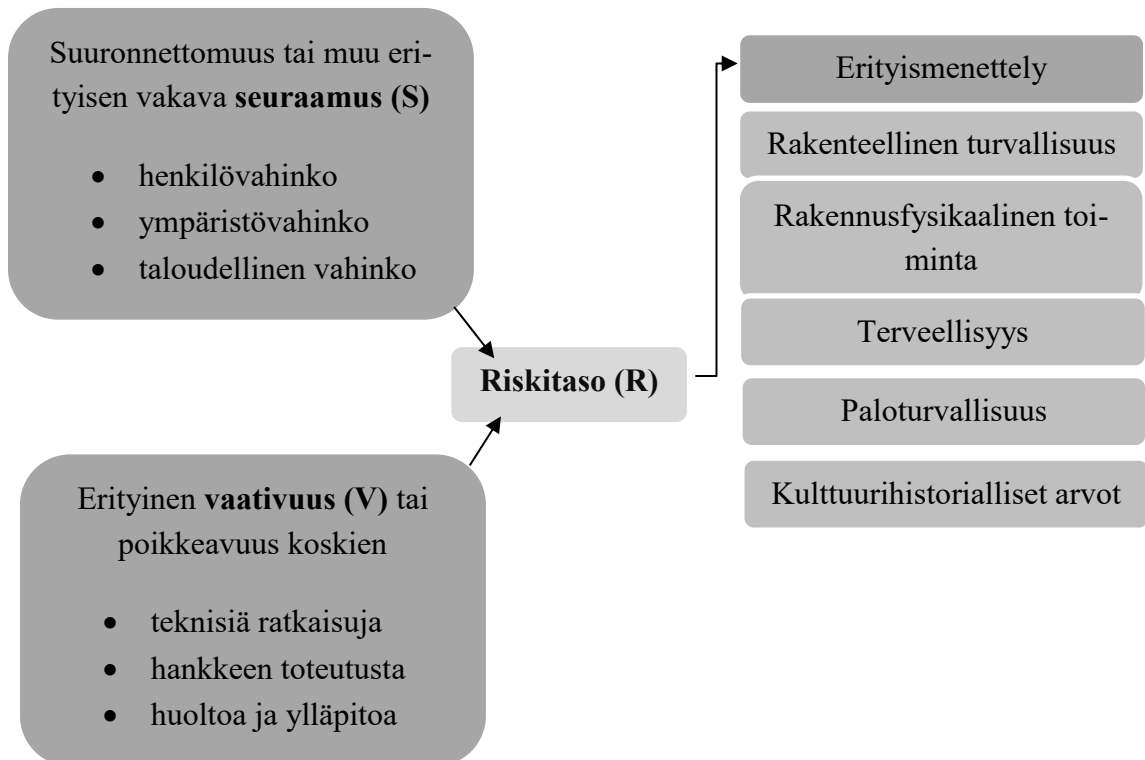 Suuronnettomuus tai muu eri-
tyisen vakava seuraamus (S)
• henkilövahinko
• ympäristövahinko
• taloudellinen vahinko
Erityinen vaativuus (V) tai
poikkeavuus koskien
• teknisiä ratkaisuja
• hankkeen toteutusta
• huoltoa ja ylläpitoa
Riskitaso (R)
Erityismenettely
Rakenteellinen turvallisuus
Rakennusfysikaalinen toi-
minta
Terveellisyys
Paloturvallisuus
Kulttuurihistorialliset arvot